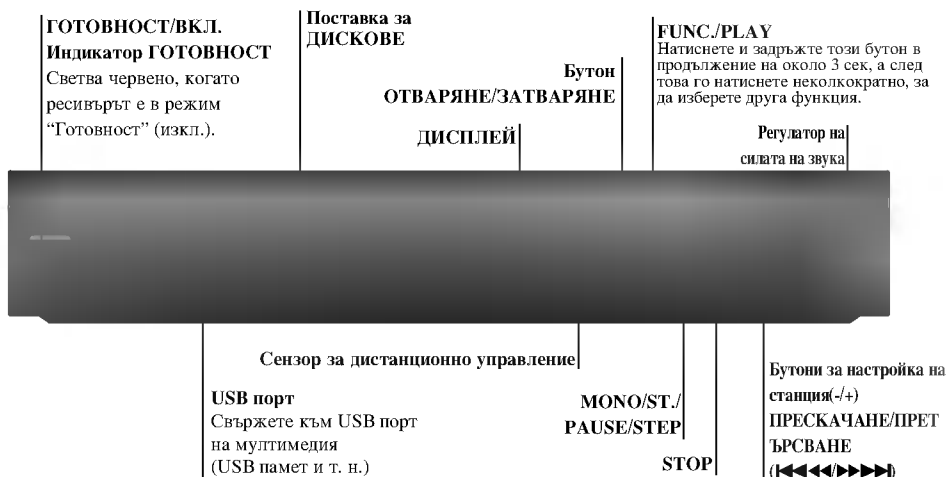 ГОТОВНОСТ/ВКЛ.
Индикатор ГОТОВНОСТ
Светва червено, когато
ресивърът е в режим
“Готовност” (изкл.).
Поставка за
ДИСКОВЕ
Бутон
ОТВАРЯНЕ/ЗАТВАРЯНЕ
ДИСПЛЕЙ
FUNC./PLAY
Натиснете и задръжте този бутон в
продължение на около 3 сек, а след
това го натиснете неколкократно, за
да изберете друга функция.
Регулатор на
силата на звука
Сензор за дистанционно управление
USB порт
Свържете към USB порт
на мултимедия
(USB памет и т. н.)
MONO/ST./
PAUSE/STEP
STOP
Бутони за настройка на
станция(-/+)
ПРЕСКАЧАНЕ/ПРЕТ
ЪРСВАНЕ
(⏮◀◀/▶▶⏭)